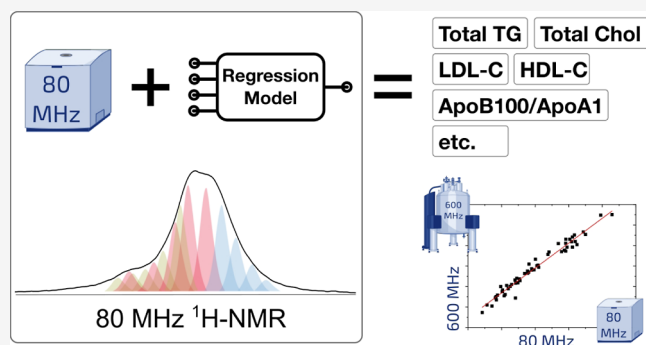 80
MHz
Regression
Model
80 MHz ¹H-NMR
Total TG
Total Chol
LDL-C
HDL-C
ApoB100/ApoA1
etc.
600
MHz
600 MHz
80
MHz
80 MHz